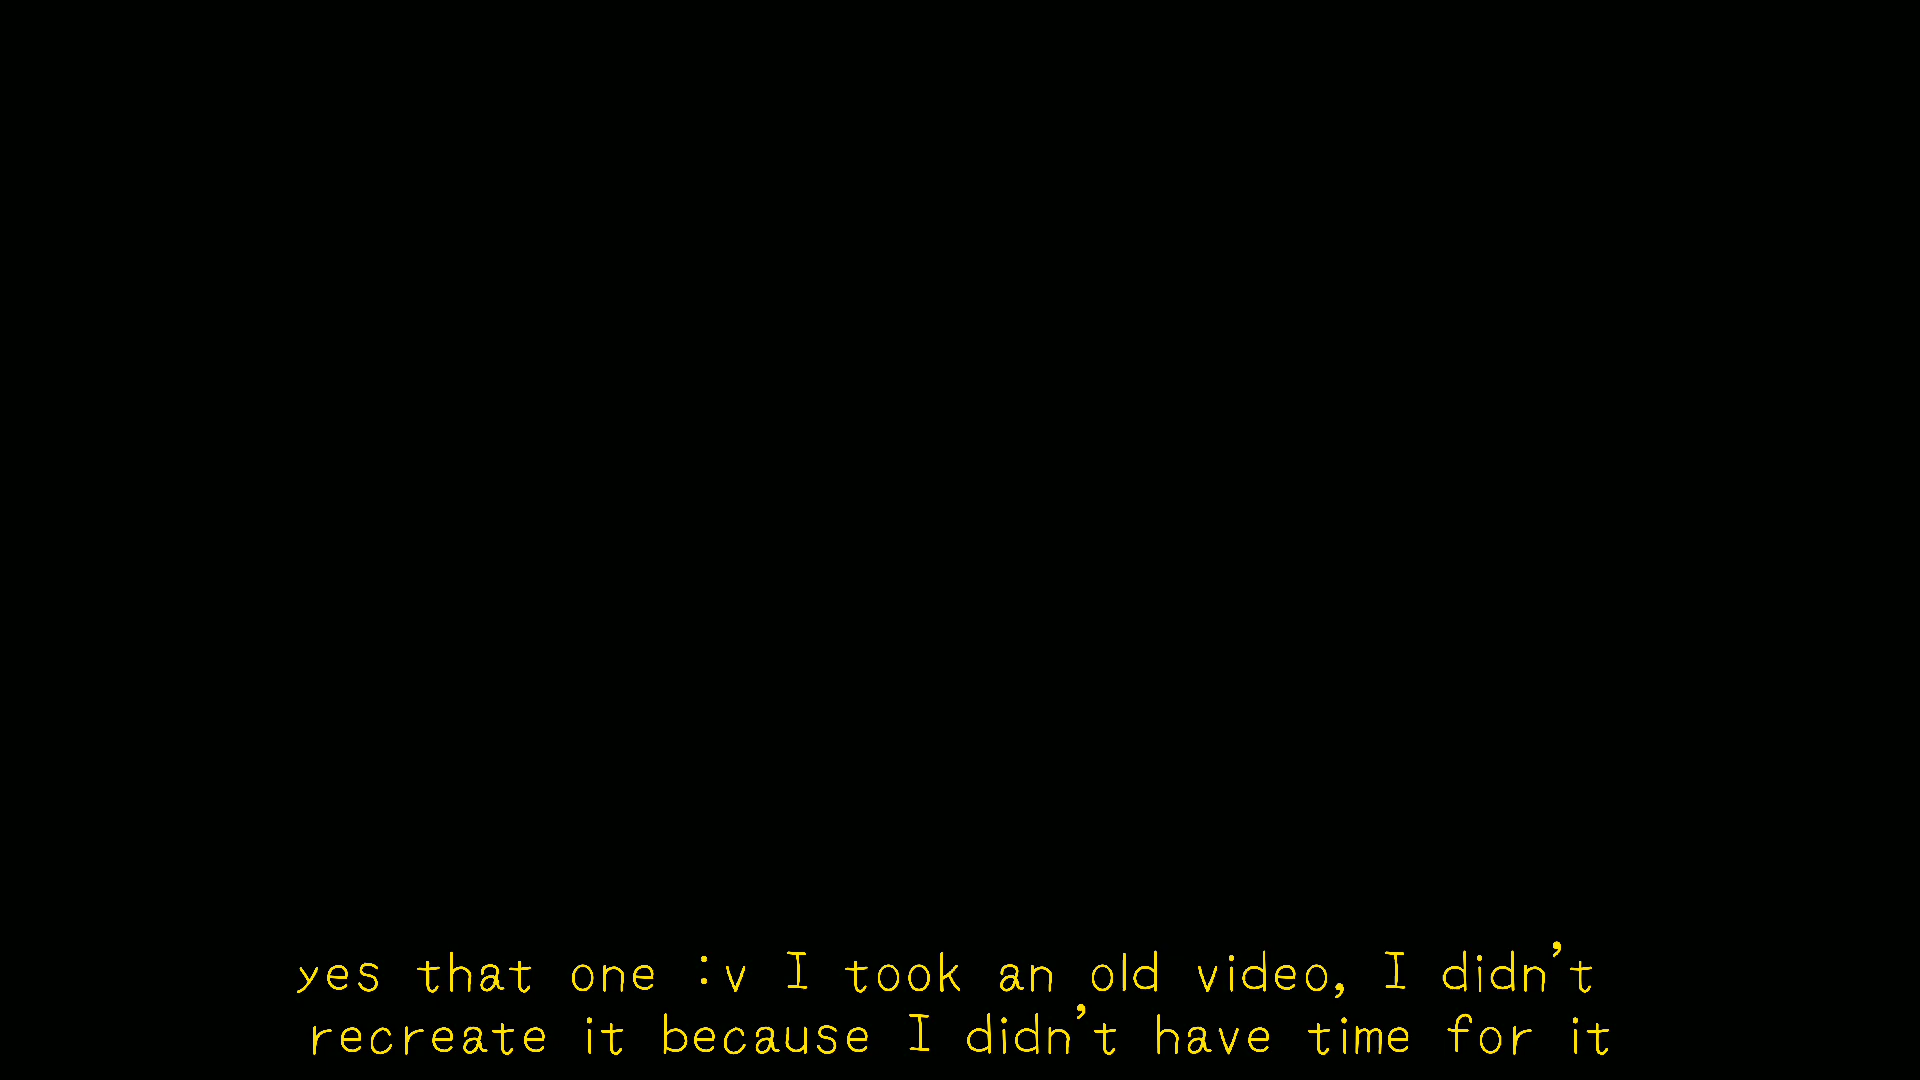 yes that one :v I took an old video, I didn't
recreate it because I didn't have time for it